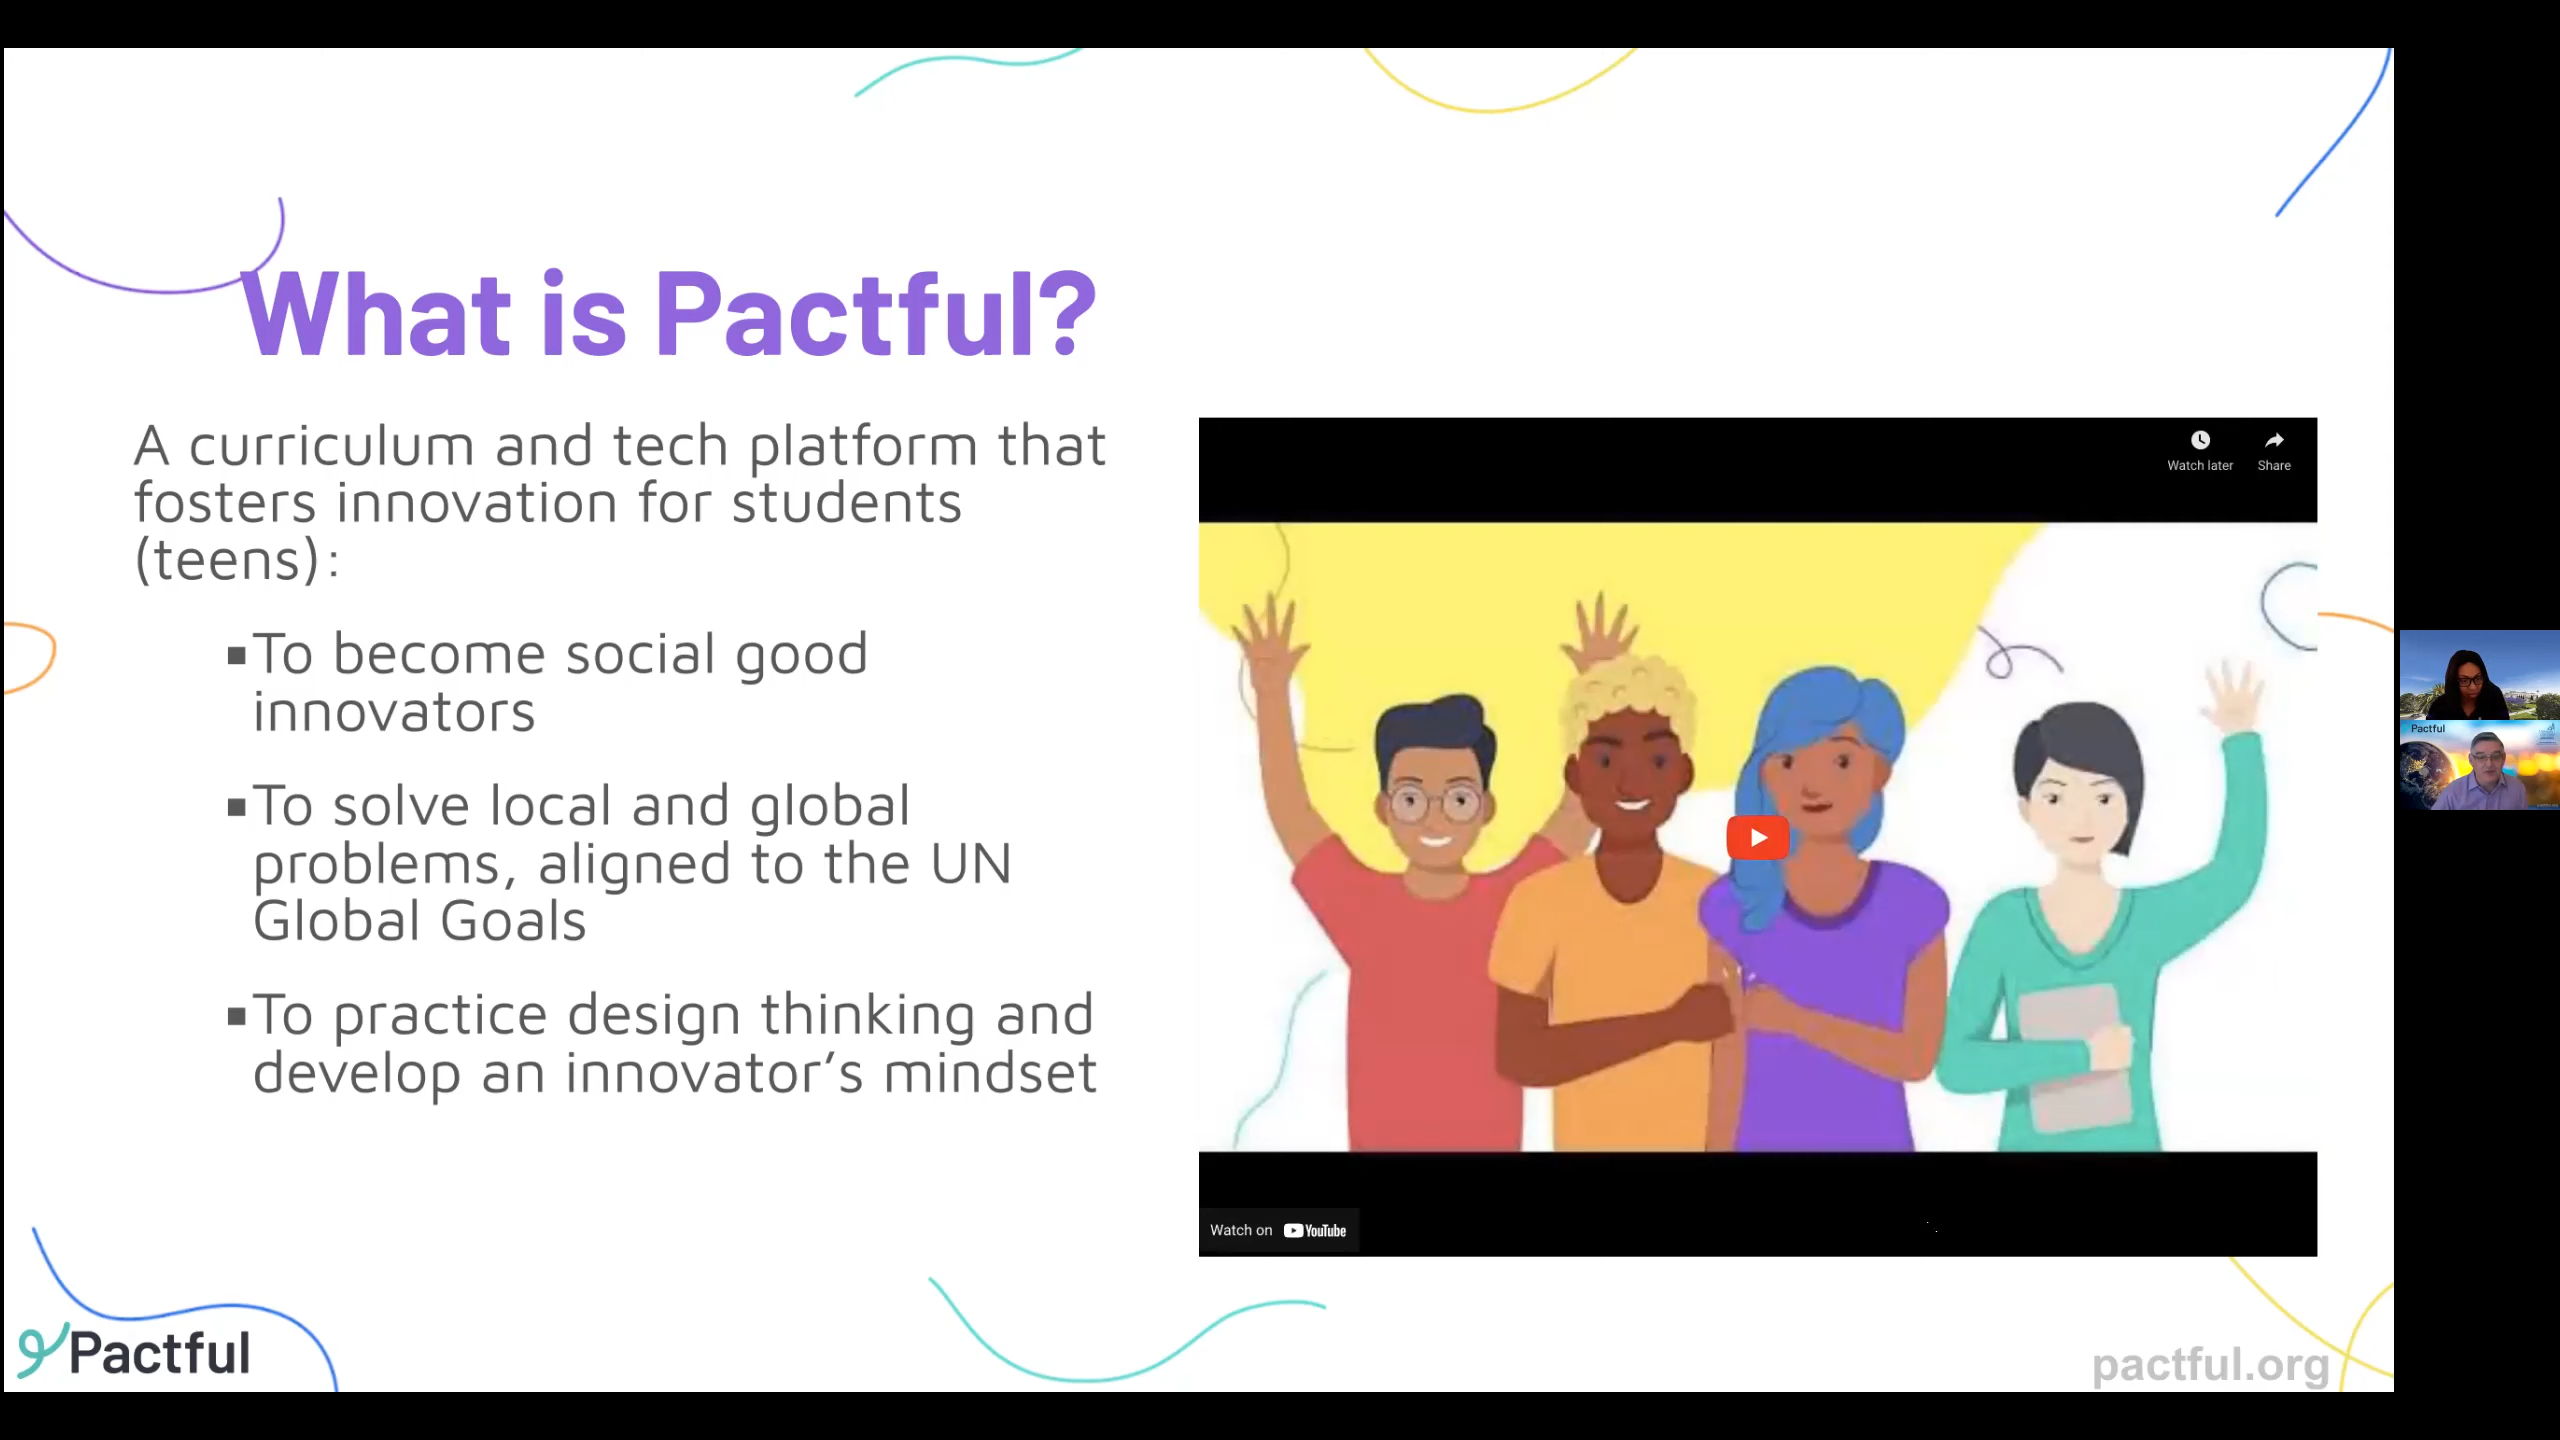 What is Pactful?
A curriculum and tech platform that
fosters innovation for students
(teens):
▪To become social good
innovators
▪To solve local and global
problems, aligned to the UN
Global Goals
▪To practice design thinking and
develop an innovator’s mindset
Watch later
Share
Watch on YouTube
Pactful
Pactful
pactful.org